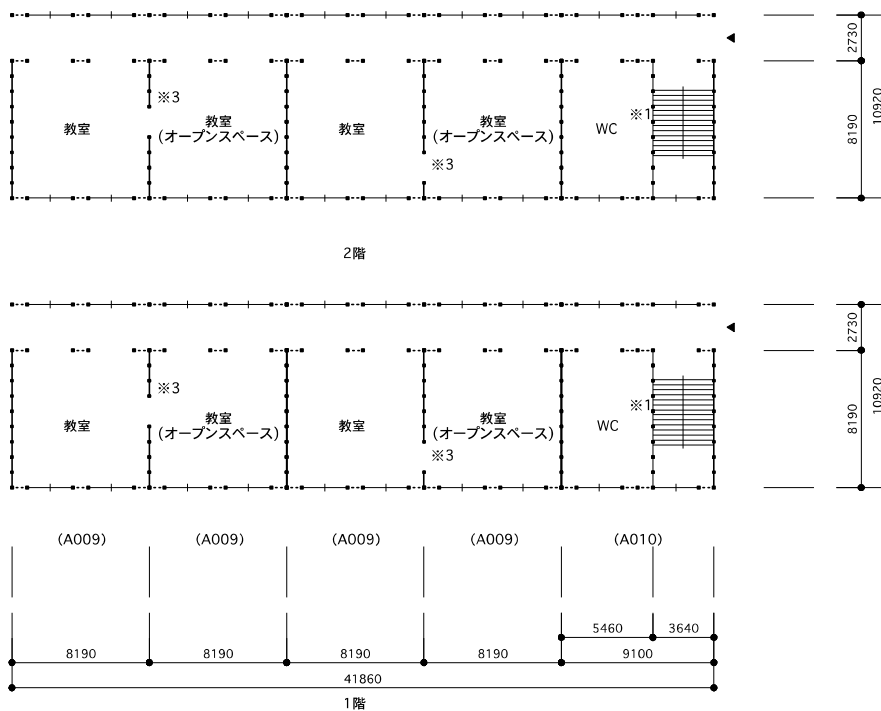 2730
※3
教室
教室
(オープンスペース)
教室
教室
(オープンスペース)
※3
WC
※1
8190
10920
2階
2730
※3
教室
教室
(オープンスペース)
教室
教室
(オープンスペース)
※3
WC
※1
8190
10920
(A009)
(A009)
(A009)
(A009)
(A010)
5460
3640
8190
8190
8190
8190
9100
41860
1階